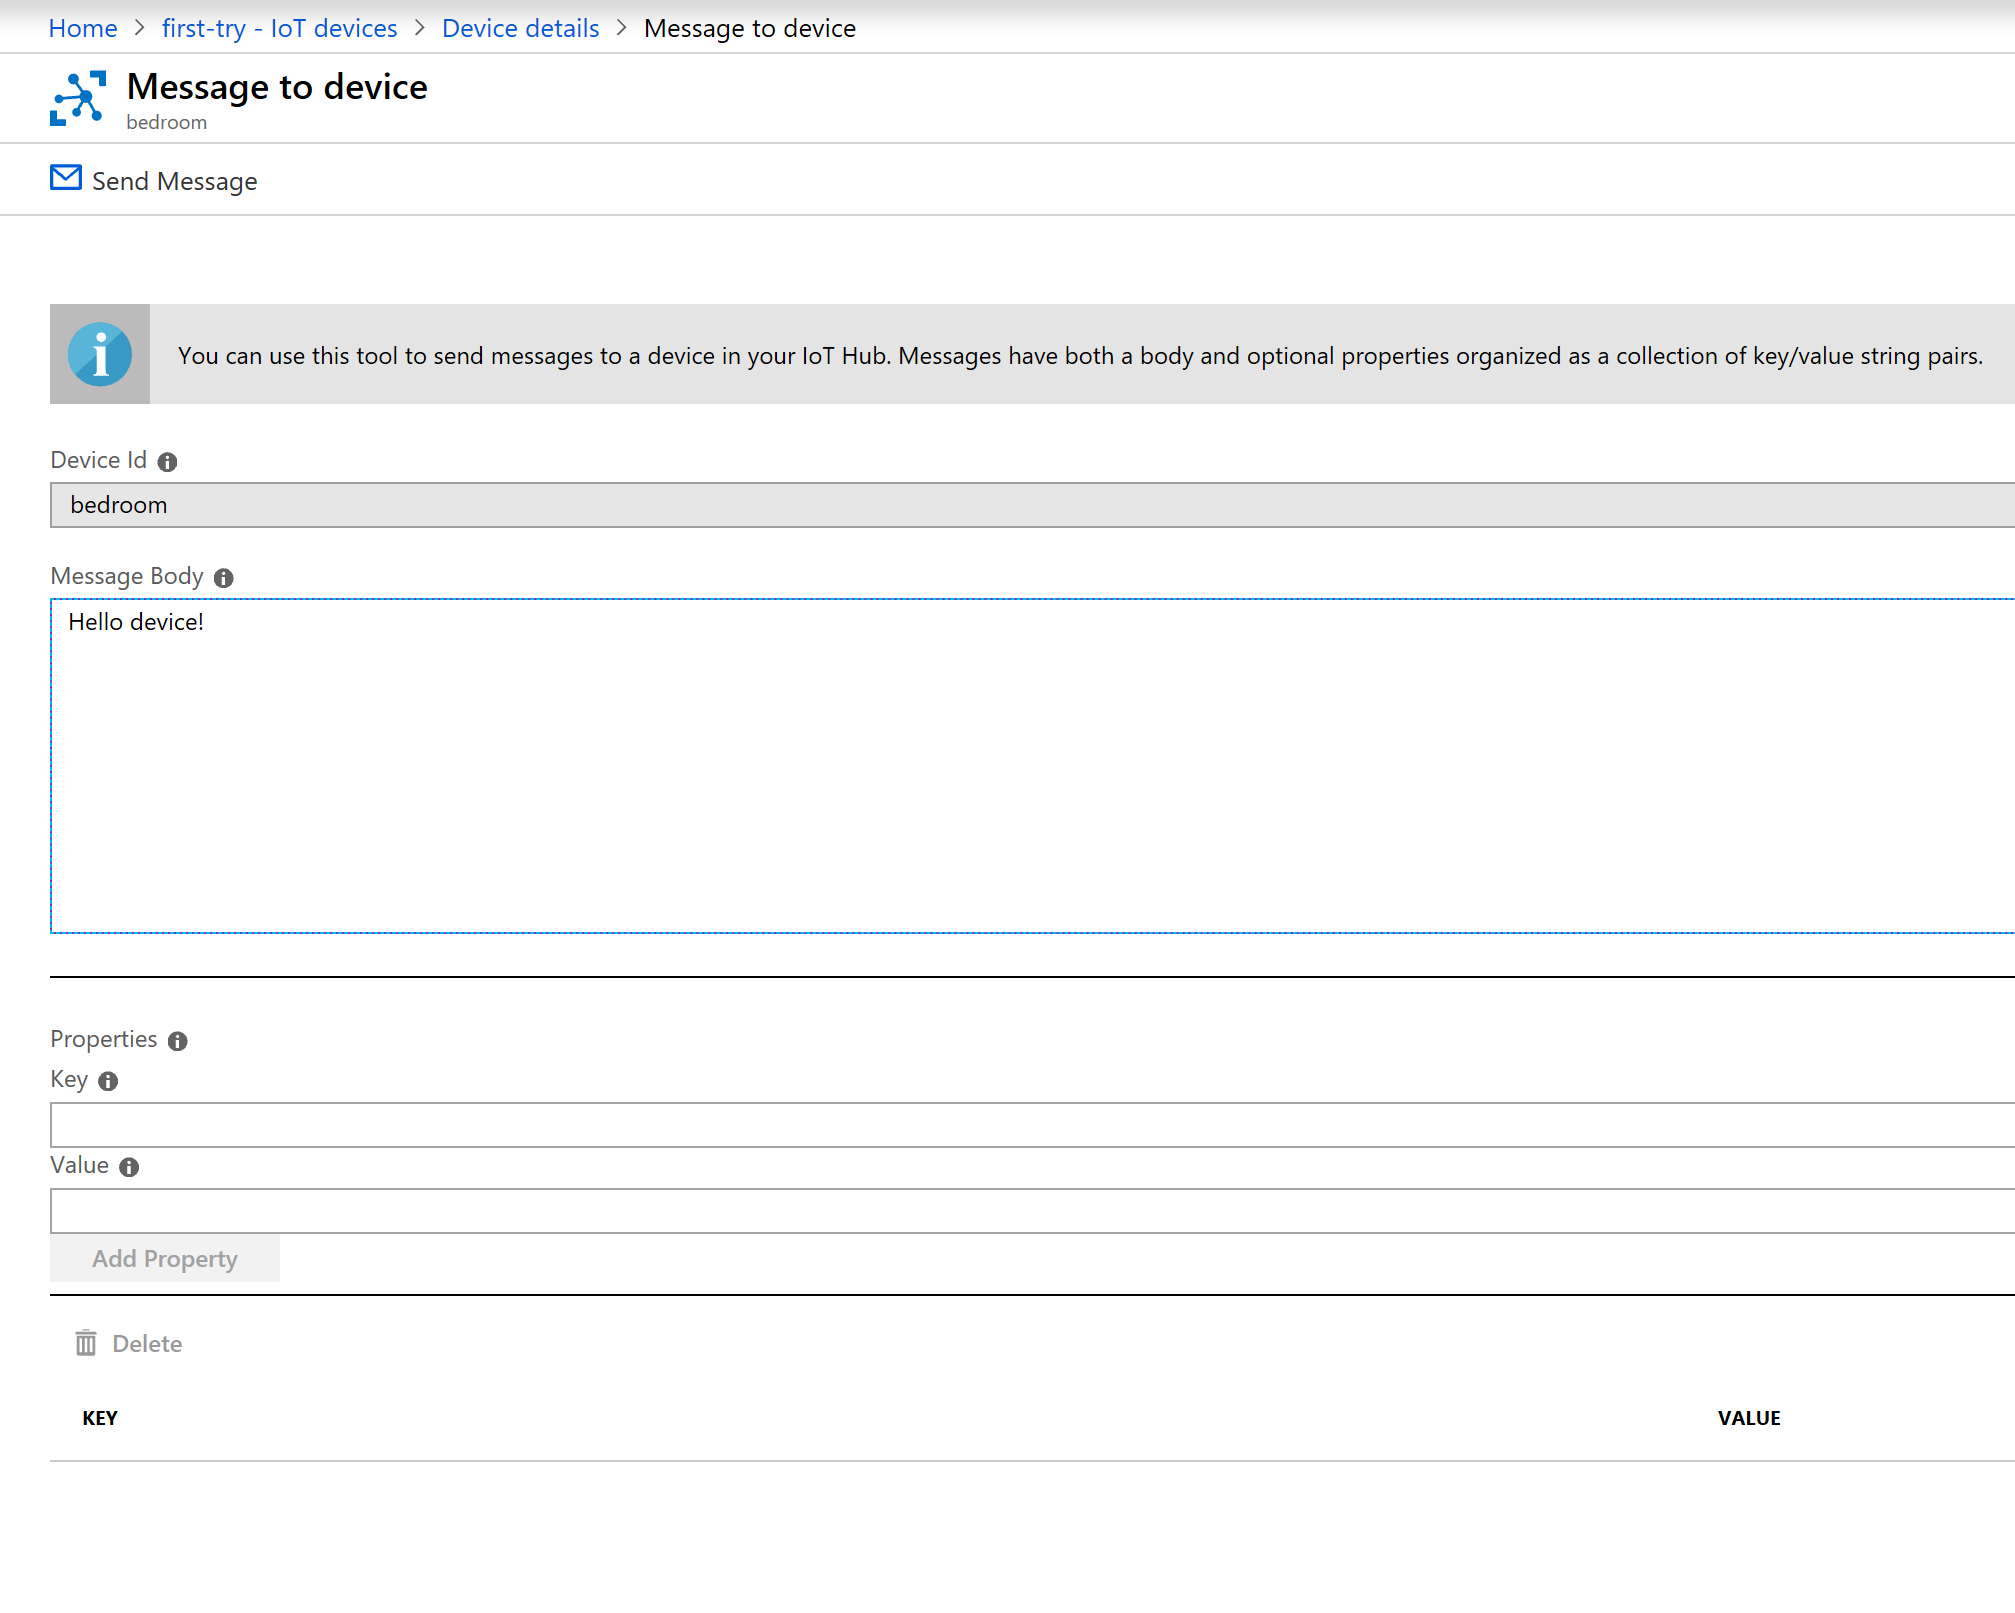 Home > first-try - IoT devices > Device details > Message to device
Message to device
bedroom
Send Message
You can use this tool to send messages to a device in your IoT Hub. Messages have both a body and optional properties organized as a collection of key/value string pairs.
Device Id
bedroom
Message Body
Hello device!
Properties
Key
Value
Add Property
Delete
KEY VALUE